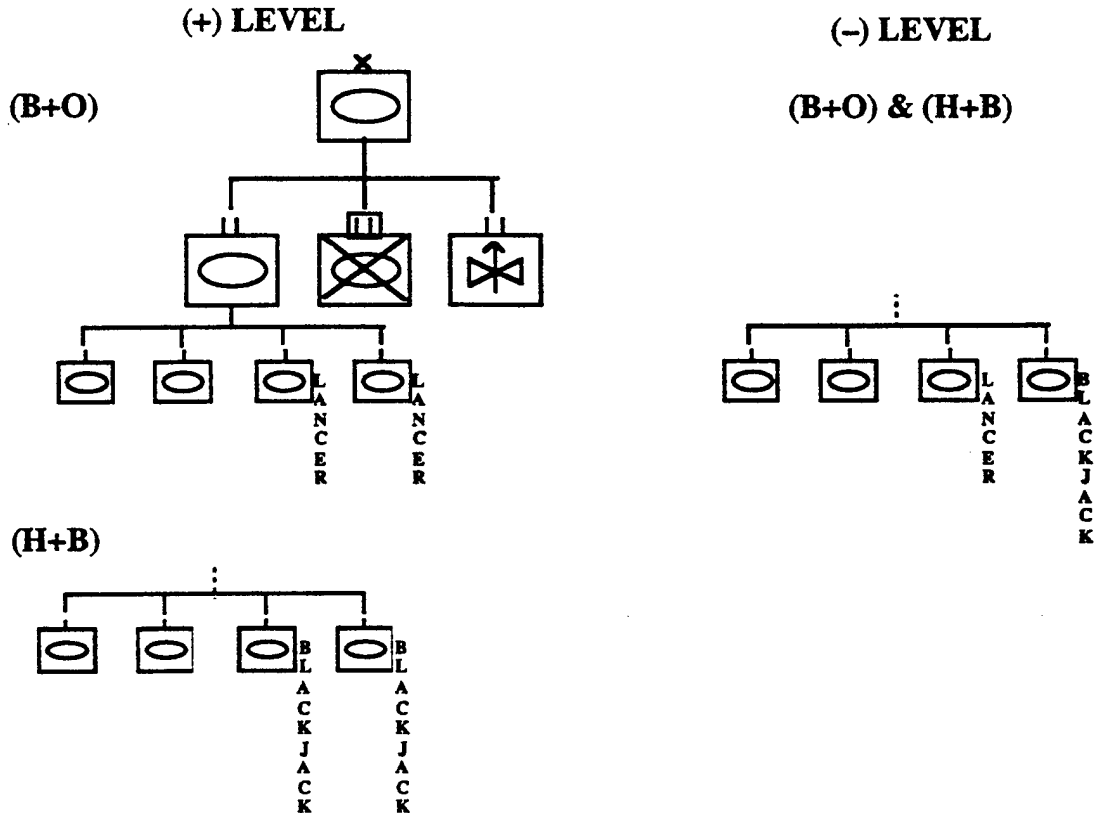 (+) LEVEL
(–) LEVEL
(B+O)
(B+O) & (H+B)
LANCER
LANCER
LANCER
BLACKJACK
(H+B)
BLACKJACK
BLACKJACK